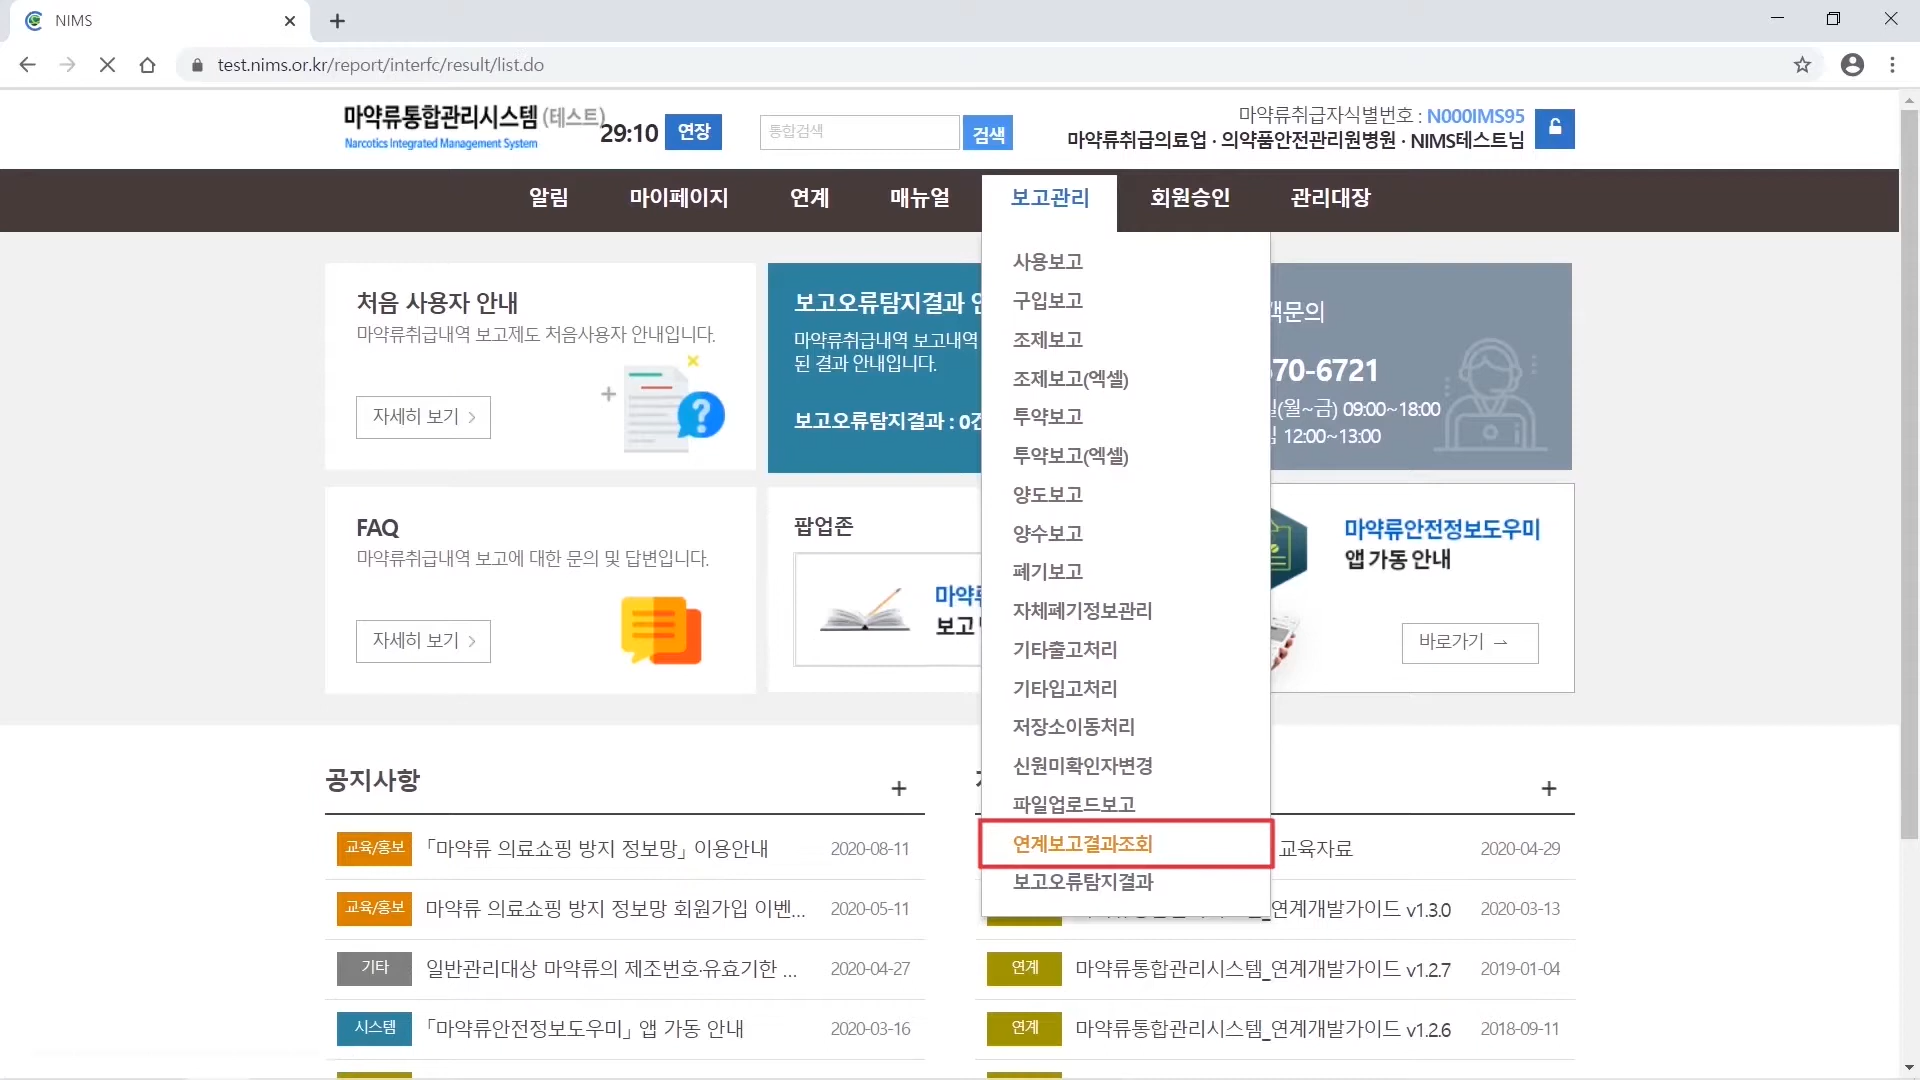 NIMS
test.nims.or.kr/report/interfc/result/list.do
마약류통합관리시스템 (테스트)
Narcotics Integrated Management System
29:10
연장
통합검색
검색
마약류취급자식별번호 : N000IMS95
마약류취급의료업 · 의약품안전관리원병원 · NIMS테스트님
알림
마이페이지
연계
매뉴얼
보고관리
회원승인
관리대장
사용보고
구입보고
조제보고
조제보고(엑셀)
투약보고
투약보고(엑셀)
양도보고
양수보고
폐기보고
자체폐기정보관리
기타출고처리
기타입고처리
저장소이동처리
신원미확인자변경
파일업로드보고
연계보고결과조회
보고오류탐지결과
처음 사용자 안내
마약류취급내역 보고제도 처음사용자 안내입니다.
자세히 보기
보고오류탐지결과
마약류취급내역 보고내역
된 결과 안내입니다.
보고오류탐지결과 : 0
문의
70-6721
(월~금) 09:00~18:00
12:00~13:00
FAQ
마약류취급내역 보고에 대한 문의 및 답변입니다.
자세히 보기
팝업존
마약
보고
마약류안전정보도우미
앱 가동 안내
바로가기 →
공지사항 +
교육/홍보 「마약류 의료쇼핑 방지 정보망」 이용안내 2020-08-11
교육/홍보 마약류 의료쇼핑 방지 정보망 회원가입 이벤... 2020-05-11
기타 일반관리대상 마약류의 제조번호·유효기한 ... 2020-04-27
시스템 「마약류안전정보도우미」 앱 가동 안내 2020-03-16
+
교육자료 2020-04-29
_연계개발가이드 v1.3.0 2020-03-13
연계 마약류통합관리시스템_연계개발가이드 v1.2.7 2019-01-04
연계 마약류통합관리시스템_연계개발가이드 v1.2.6 2018-09-11